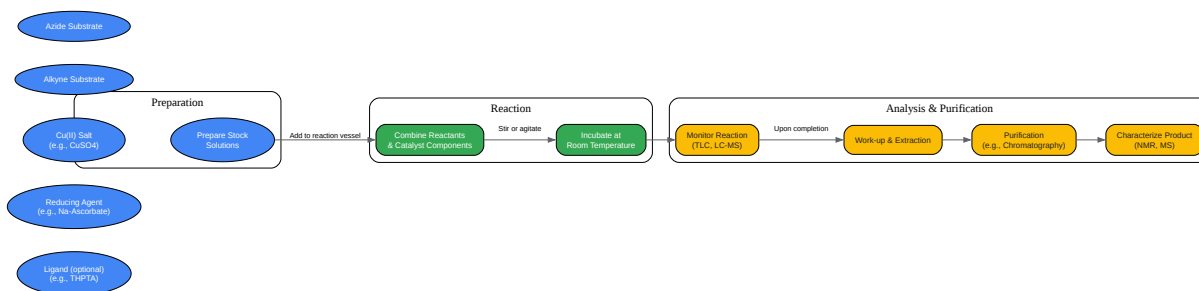 Azide Substrate
Alkyne Substrate
Preparation
Cu(II) Salt
(e.g., CuSO4)
Prepare Stock
Solutions
Reducing Agent
(e.g., Na-Ascorbate)
Ligand (optional)
(e.g., THPTA)
Add to reaction vessel
Reaction
Combine Reactants
& Catalyst Components
Stir or agitate
Incubate at
Room Temperature
Analysis & Purification
Monitor Reaction
(TLC, LC-MS)
Upon completion
Work-up & Extraction
Purification
(e.g., Chromatography)
Characterize Product
(NMR, MS)